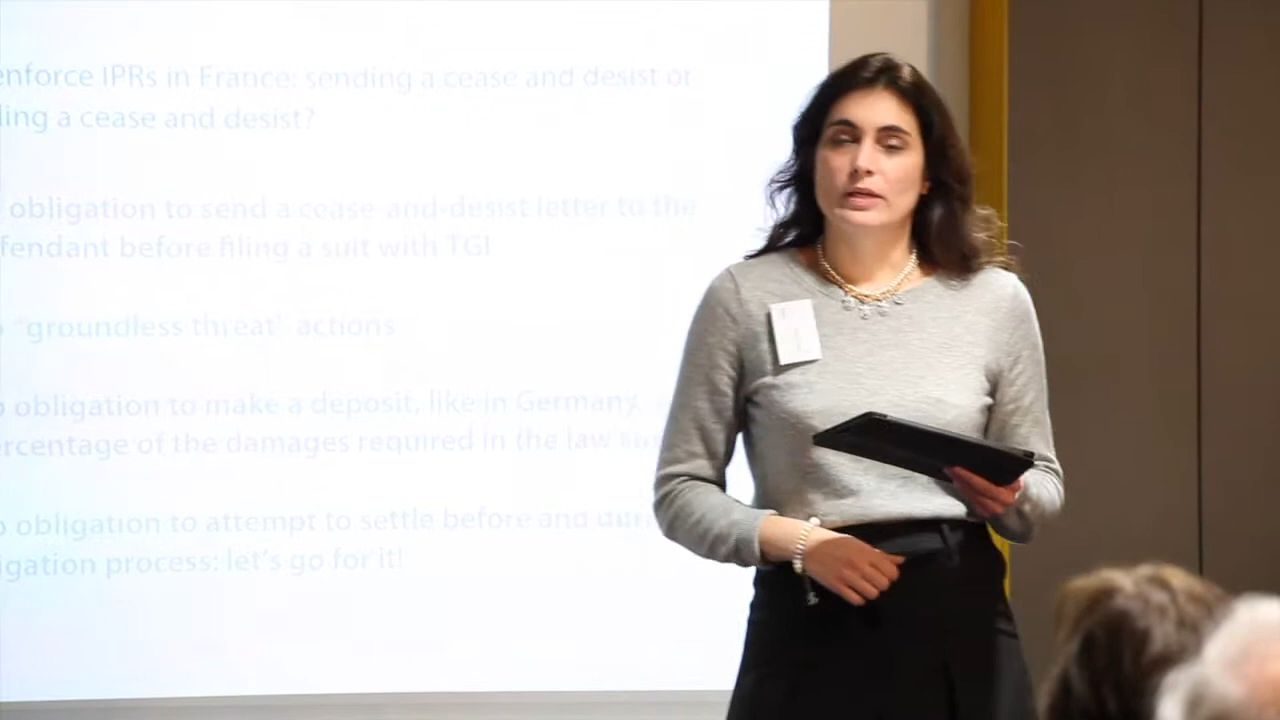 enforce IPRs in France: sending a cease and desist or
ling a cease and desist?
obligation to send a cease-and-desist letter to the
fendant before filing a suit with TGI
"groundless threat" actions
obligation to make a deposit, like in Germany
ercentage of the damages required in the law
obligation to attempt to settle before and
igation process: let's go for it!